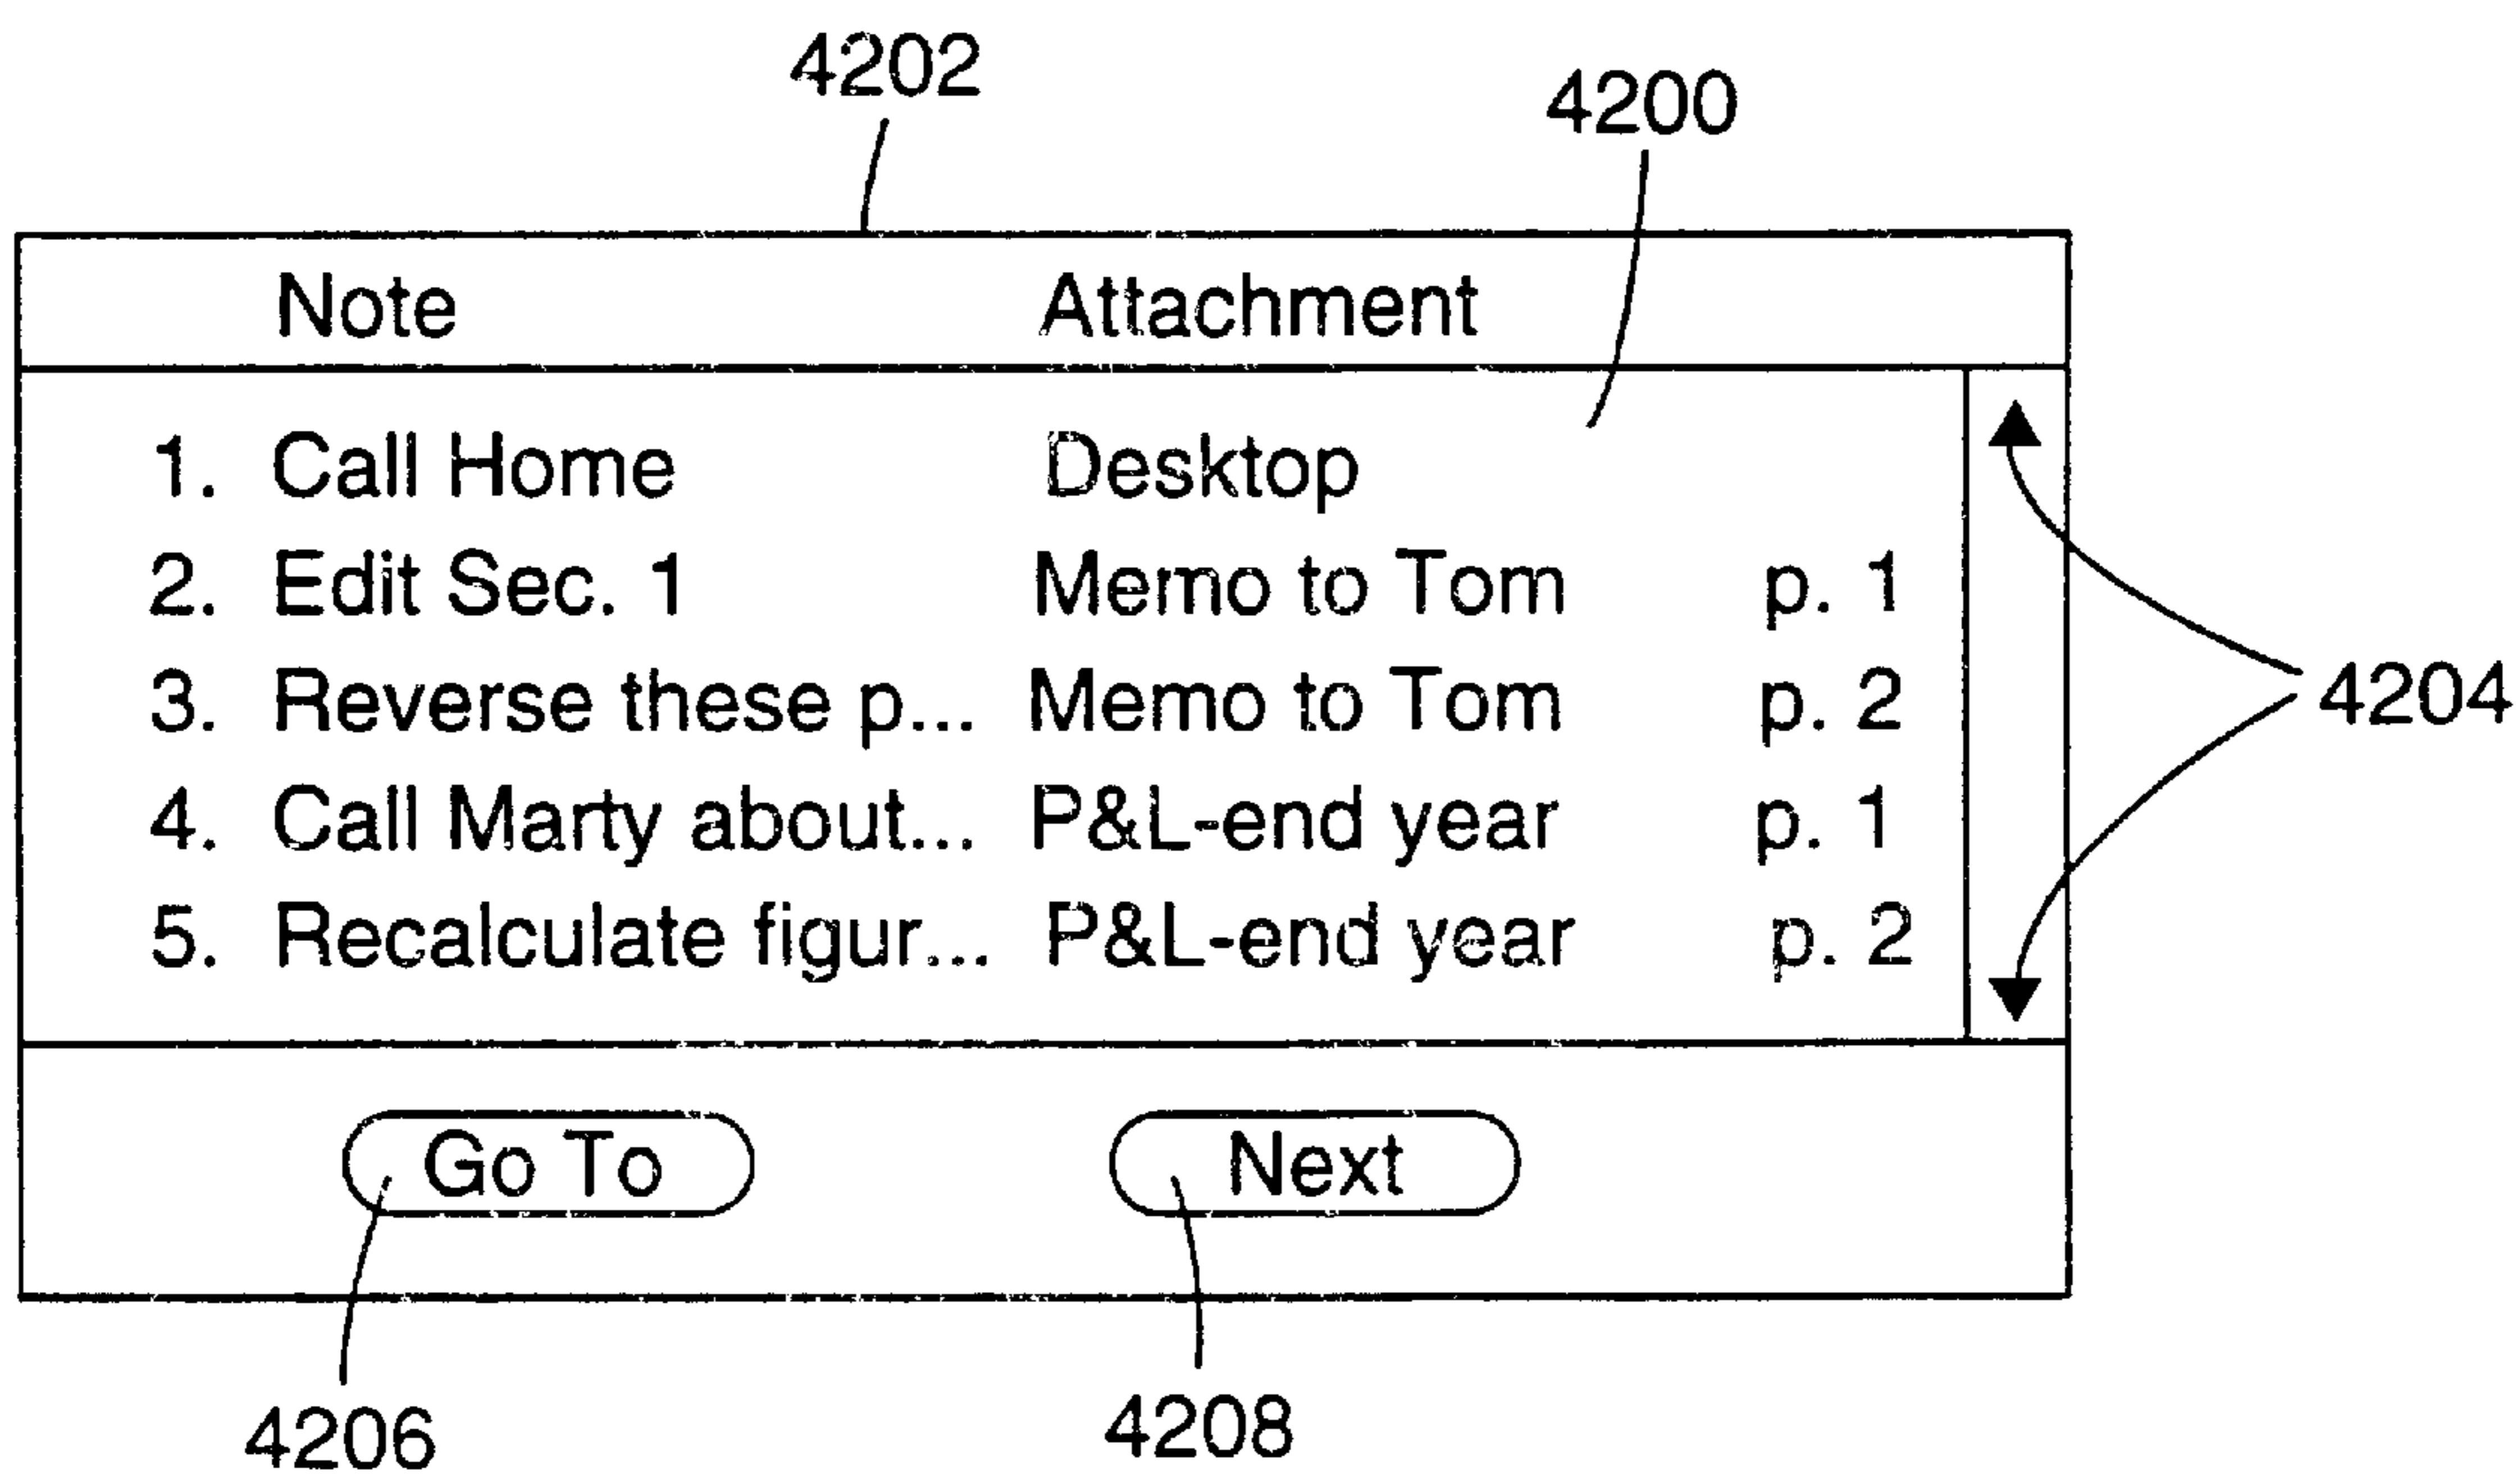 4202
4200
Note Attachment
1. Call Home Desktop
2. Edit Sec. 1 Memo to Tom p. 1
3. Reverse these p... Memo to Tom p. 2
4. Call Marty about... P&L-end year p. 1
5. Recalculate figur... P&L-end year p. 2
4204
Go To Next
4206 4208